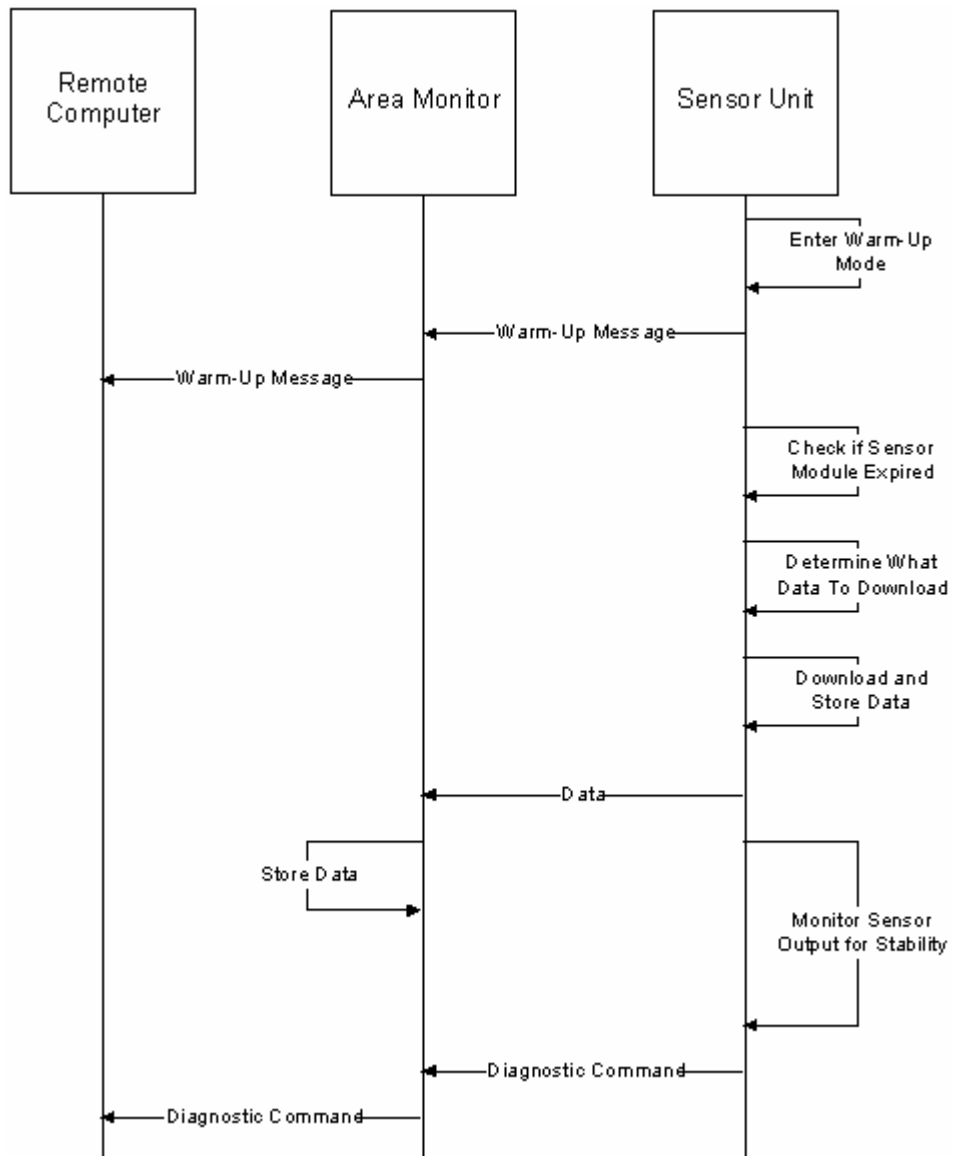 Remote
Computer
Area Monitor
Sensor Unit
Enter Warm-Up
Mode
Warm-Up Message
Warm-Up Message
Check if Sensor
Module Expired
Determine What
Data To Download
Download and
Store Data
Data
Store Data
Monitor Sensor
Output for Stability
Diagnostic Command
Diagnostic Command